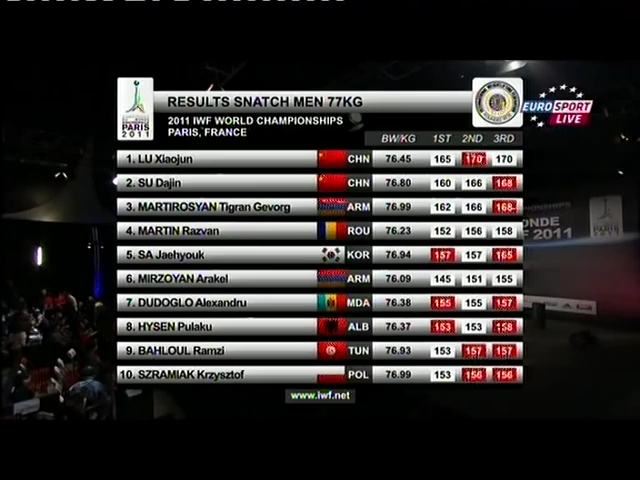 RESULTS SNATCH MEN 77KG
2011 IWF WORLD CHAMPIONSHIPS
PARIS, FRANCE
PARIS
2011
EUROSPORT
LIVE
BW/KG 1ST 2ND 3RD
1. LU Xiaojun CHN 76.45 165 170 170
2. SU Dajin CHN 76.80 160 166 168
3. MARTIROSYAN Tigran Gevorg ARM 76.99 162 166 168
4. MARTIN Razvan ROU 76.23 152 156 158
5. SA Jaehyouk KOR 76.94 157 157 165
6. MIRZOYAN Arakel ARM 76.09 145 151 155
7. DUDOGLO Alexandru MDA 76.38 155 155 157
8. HYSEN Pulaku ALB 76.37 153 153 158
9. BAHLOUL Ramzi TUN 76.93 153 157 157
10. SZRAMIAK Krzysztof POL 76.99 153 156 156
www.iwf.net
ONDE
F 2011